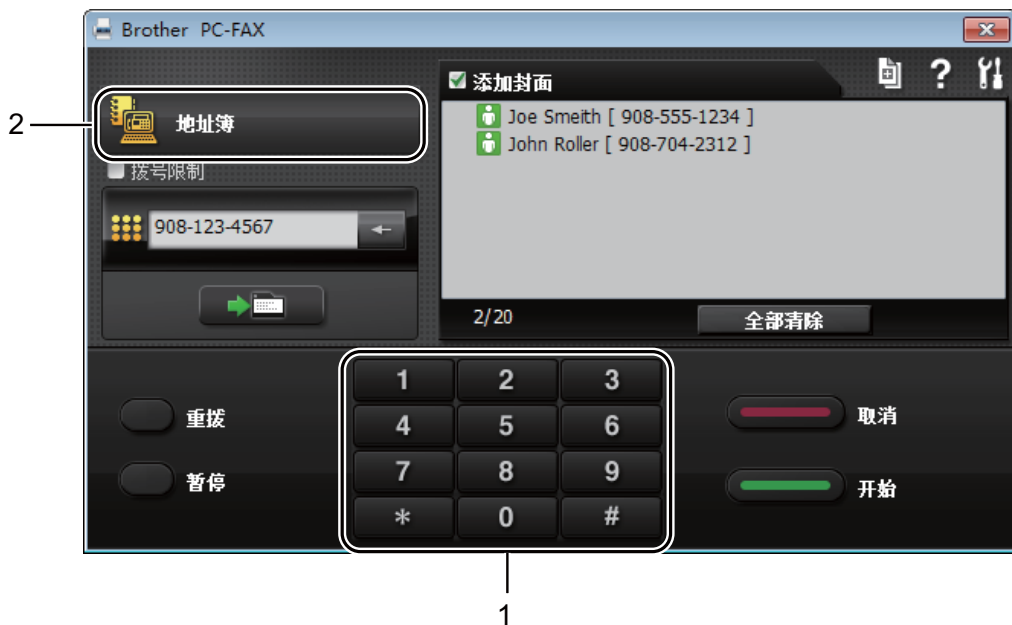 Brother PC-FAX
2
地址簿
拨号限制
908-123-4567
添加封面
?
Joe Smeith [ 908-555-1234 ]
John Roller [ 908-704-2312 ]
2/20
全部清除
重拨
暂停
1 2 3
4 5 6
7 8 9
* 0 #
取消
开始
1